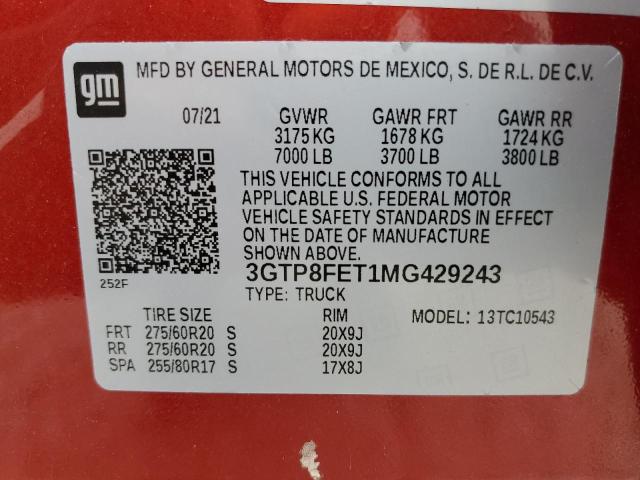 gm
MFD BY GENERAL MOTORS DE MEXICO, S. DE R.L. DE C.V.
07/21 GVWR GAWR FRT GAWR RR
3175 KG 1678 KG 1724 KG
7000 LB 3700 LB 3800 LB
THIS VEHICLE CONFORMS TO ALL
APPLICABLE U.S. FEDERAL MOTOR
VEHICLE SAFETY STANDARDS IN EFFECT
ON THE DATE OF MANUFACTURE
SHOWN ABOVE.
252F
3GTP8FET1MG429243
TYPE: TRUCK
TIRE SIZE RIM MODEL: 13TC10543
FRT 275/60R20 S 20X9J
RR 275/60R20 S 20X9J
SPA 255/80R17 S 17X8J